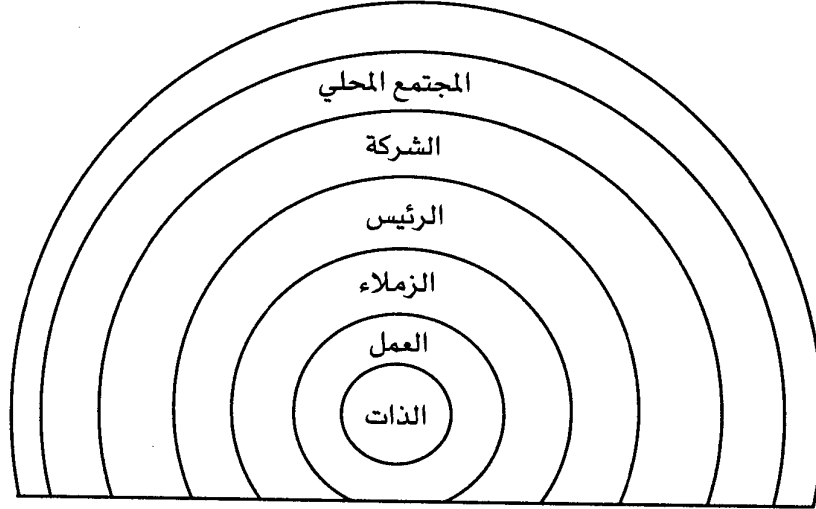 المجتمع المحلي
الشركة
الرئيس
الزملاء
العمل
الذات